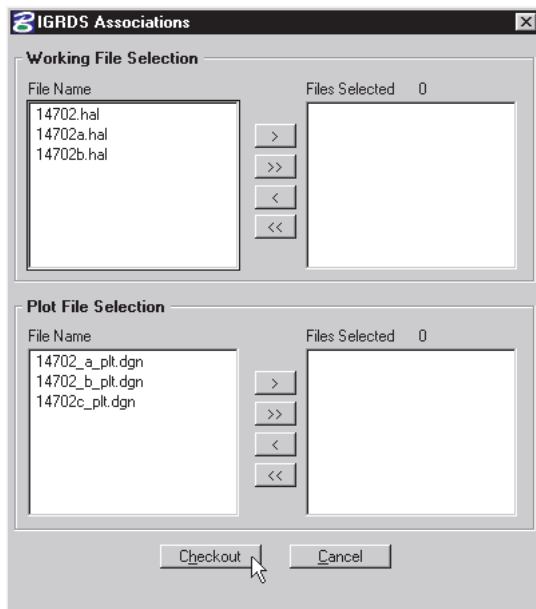 IGRDS Associations
Working File Selection
File Name
Files Selected 0
14702.hal
14702a.hal
14702b.hal
>
>>
<
<<
Plot File Selection
File Name
Files Selected 0
14702_a_plt.dgn
14702_b_plt.dgn
14702c_plt.dgn
>
>>
<
<<
Checkout
Cancel